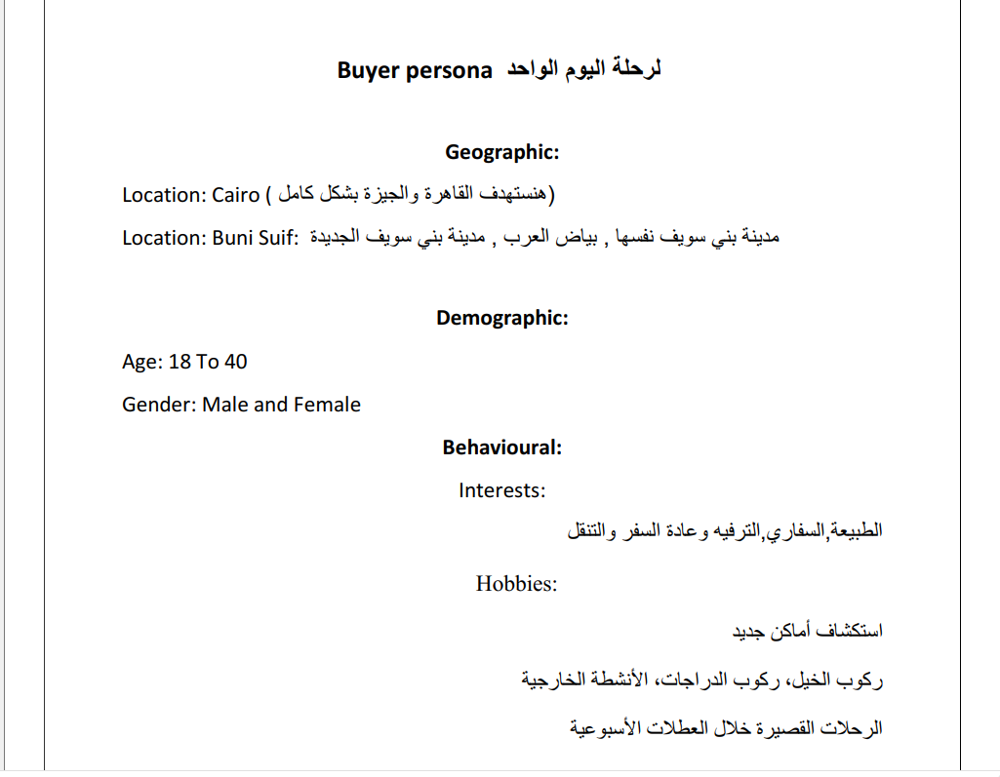 Buyer persona لرحلة اليوم الواحد
Geographic:
Location: Cairo ( هنستهدف القاهرة والجيزة بشكل كامل)
Location: Buni Suif: مدينة بني سويف نفسها , بياض العرب , مدينة بني سويف الجديدة
Demographic:
Age: 18 To 40
Gender: Male and Female
Behavioural:
Interests:
الطبيعة,السفاري,الترفيه وعادة السفر والتنقل
Hobbies:
استكشاف أماكن جديد
ركوب الخيل، ركوب الدراجات، الأنشطة الخارجية
الرحلات القصيرة خلال العطلات الأسبوعية